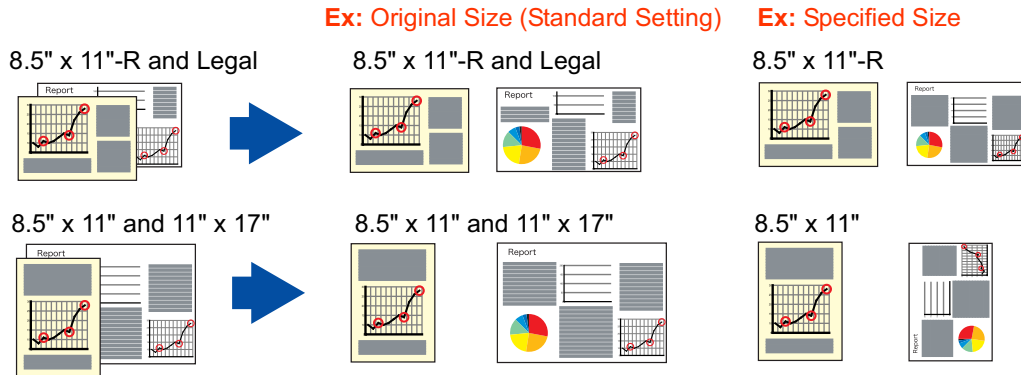 Ex: Original Size (Standard Setting)
Ex: Specified Size
8.5" x 11"-R and Legal
8.5" x 11"-R and Legal
8.5" x 11"-R
Report
Report
Report
8.5" x 11" and 11" x 17"
8.5" x 11" and 11" x 17"
8.5" x 11"
Report
Report
Report